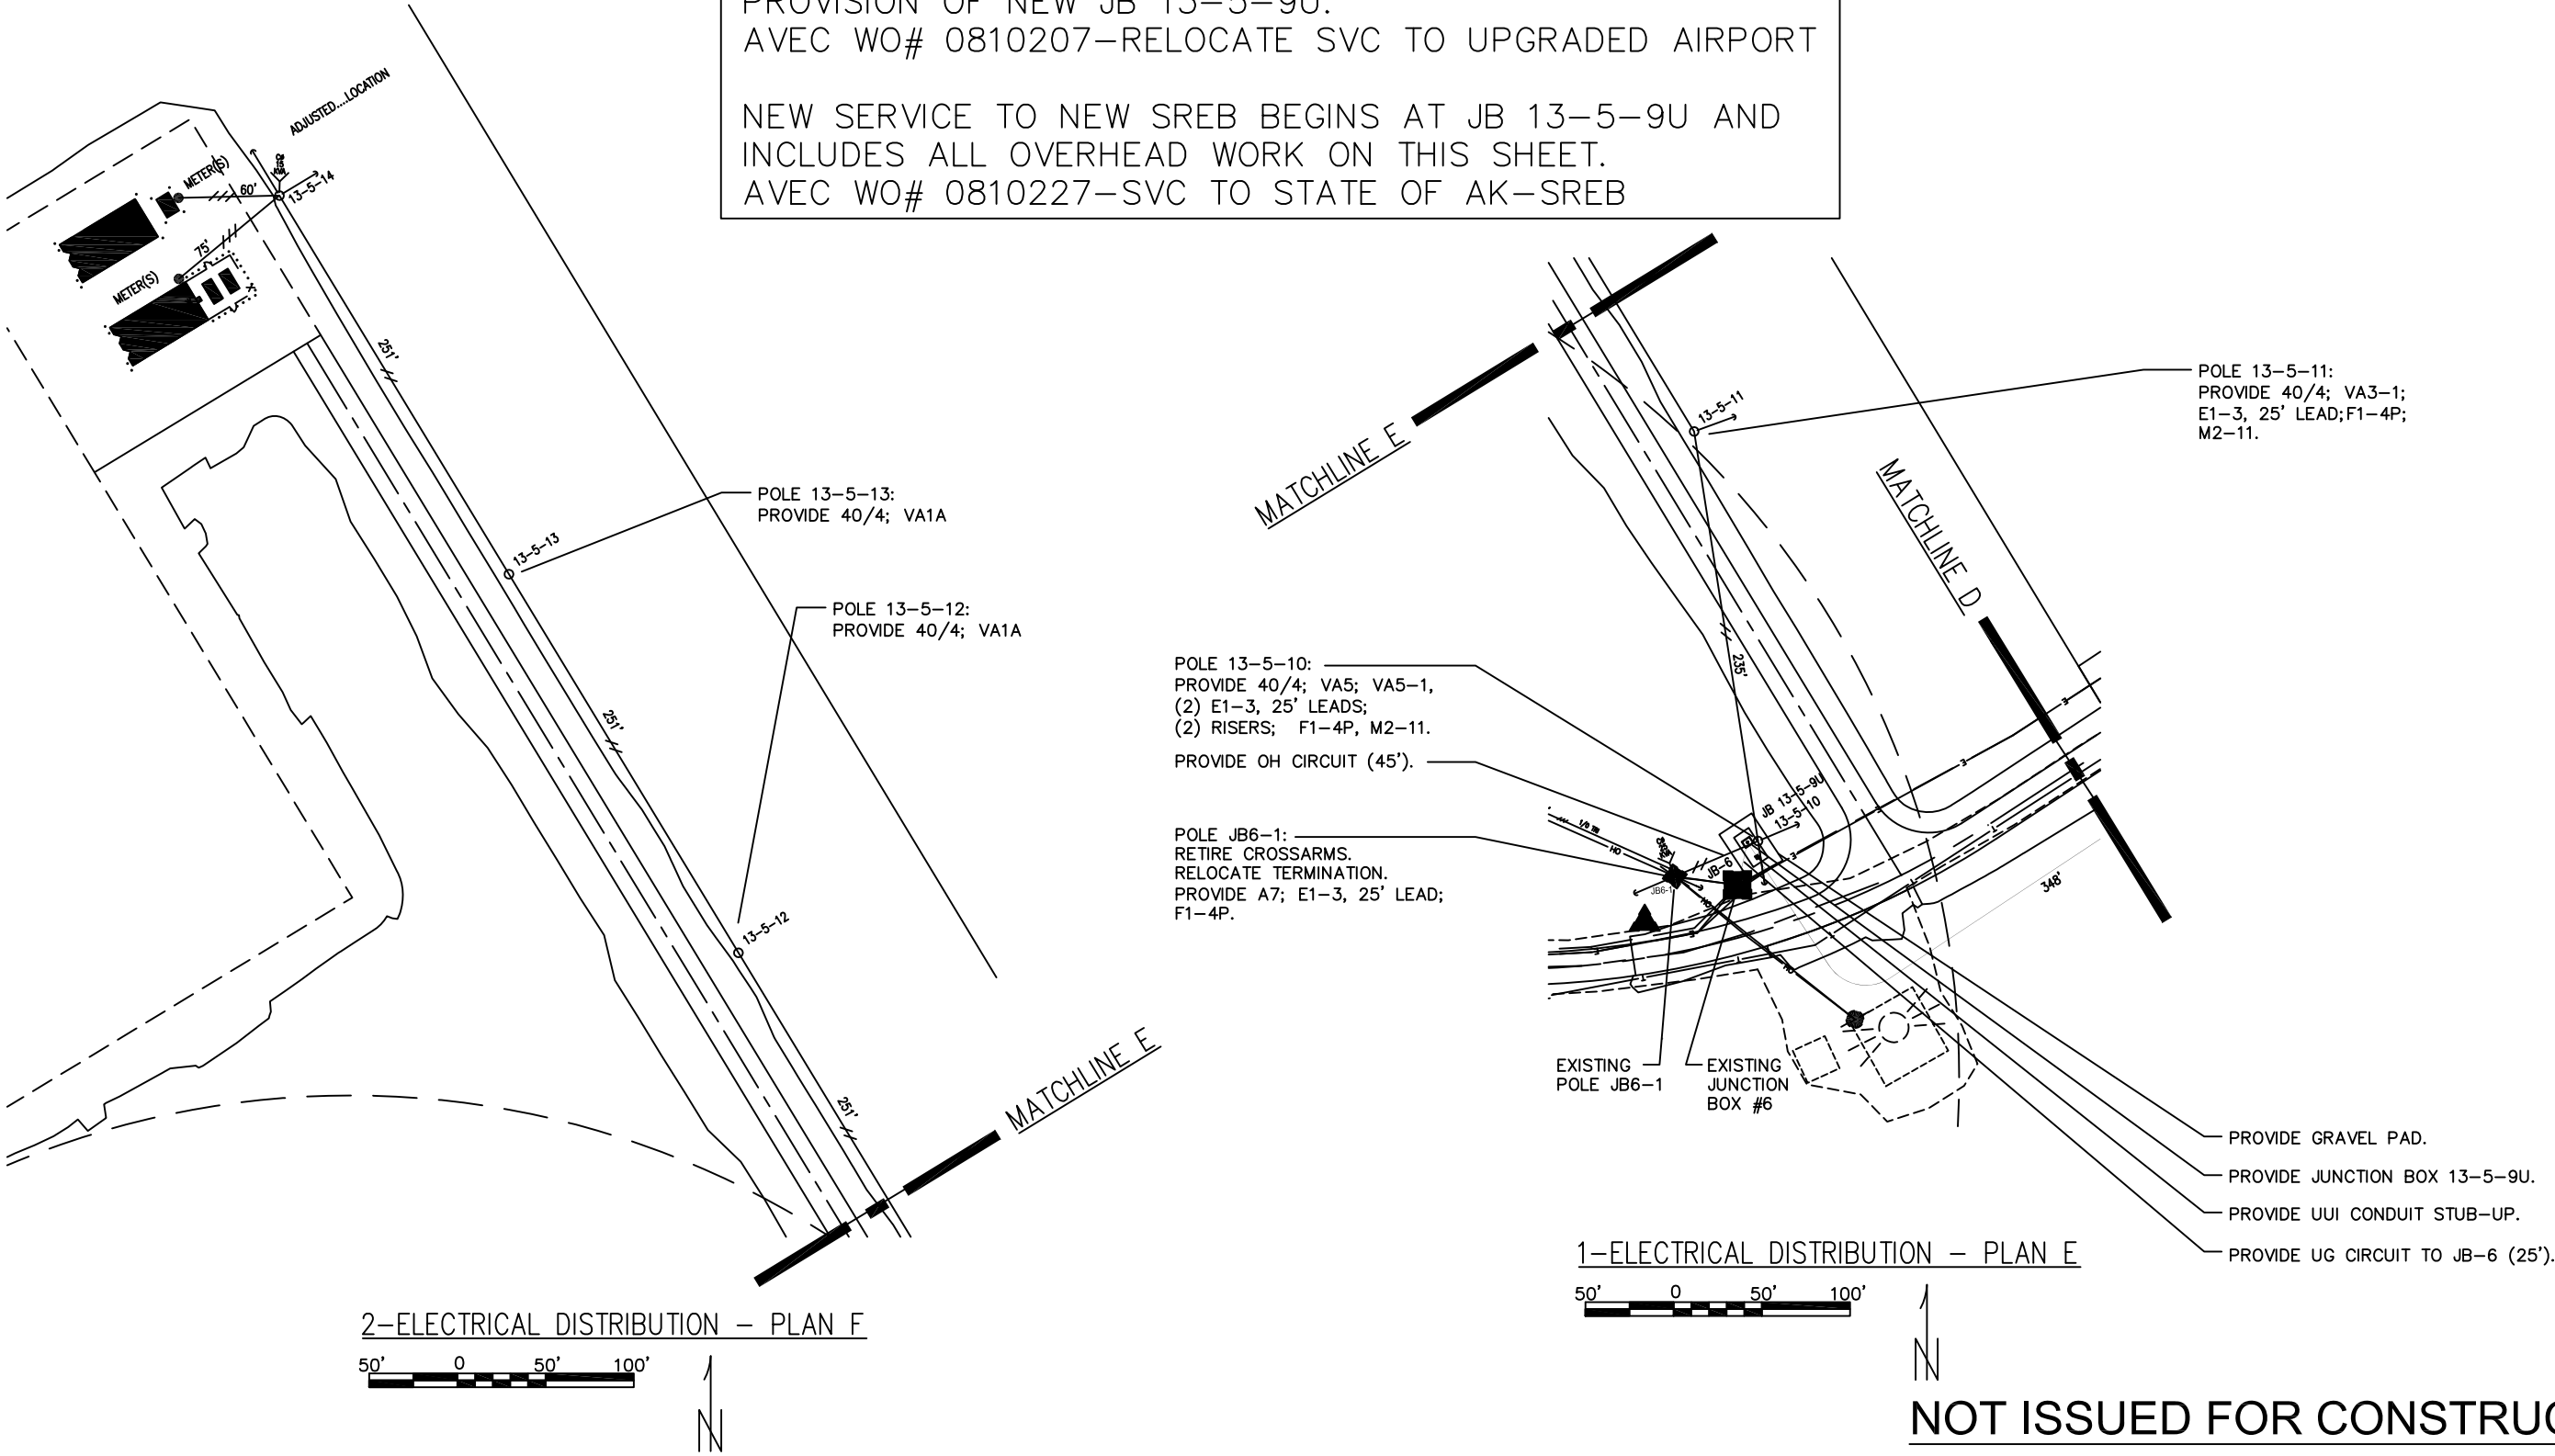 PROVISION OF NEW JB 13-5-9U.
AVEC WO# 0810207-RELOCATE SVC TO UPGRADED AIRPORT
NEW SERVICE TO NEW SREB BEGINS AT JB 13-5-9U AND
INCLUDES ALL OVERHEAD WORK ON THIS SHEET.
AVEC WO# 0810227-SVC TO STATE OF AK-SREB
ADJUSTED...LOCATION
METER(S)
60'
13-5-14
75'
METER(S)
251'
POLE 13-5-13:
PROVIDE 40/4; VA1A
13-5-13
POLE 13-5-12:
PROVIDE 40/4; VA1A
251'
13-5-12
251'
MATCHLINE E
2-ELECTRICAL DISTRIBUTION - PLAN F
50' 0 50' 100'
N
MATCHLINE E
13-5-11
POLE 13-5-11:
PROVIDE 40/4; VA3-1;
E1-3, 25' LEAD;F1-4P;
M2-11.
MATCHLINE D
POLE 13-5-10:
PROVIDE 40/4; VA5; VA5-1,
(2) E1-3, 25' LEADS;
(2) RISERS; F1-4P, M2-11.
PROVIDE OH CIRCUIT (45').
POLE JB6-1:
RETIRE CROSSARMS.
RELOCATE TERMINATION.
PROVIDE A7; E1-3, 25' LEAD;
F1-4P.
235'
JB 13-5-9U
13-5-10
JB-6
JB6-1
OH
OH
OH
348'
EXISTING
POLE JB6-1
EXISTING
JUNCTION
BOX #6
PROVIDE GRAVEL PAD.
PROVIDE JUNCTION BOX 13-5-9U.
PROVIDE UUI CONDUIT STUB-UP.
PROVIDE UG CIRCUIT TO JB-6 (25').
1-ELECTRICAL DISTRIBUTION - PLAN E
50' 0 50' 100'
N
NOT ISSUED FOR CONSTRUC